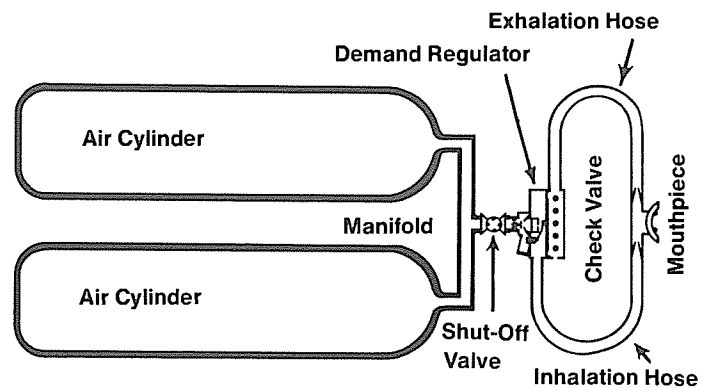 Exhalation Hose
Demand Regulator
Air Cylinder
Check Valve
Mouthpiece
Manifold
Air Cylinder
Shut-Off
Valve
Inhalation Hose